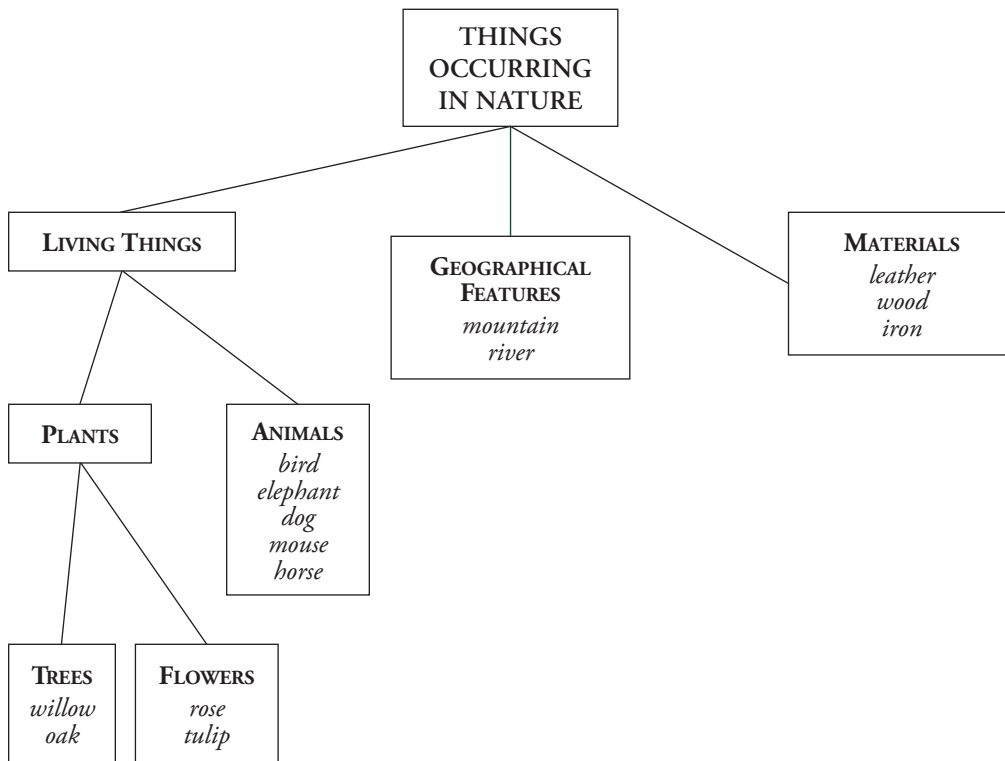 THINGS
OCCURRING
IN NATURE
LIVING THINGS
GEOGRAPHICAL
FEATURES
mountain
river
MATERIALS
leather
wood
iron
PLANTS
ANIMALS
bird
elephant
dog
mouse
horse
TREES
willow
oak
FLOWERS
rose
tulip